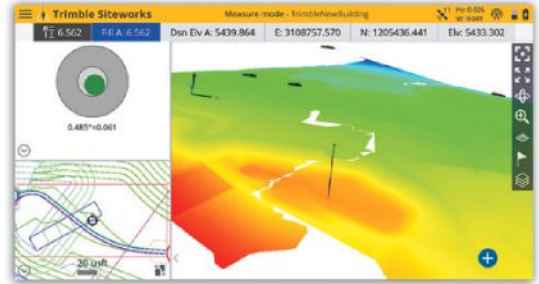 Trimble Siteworks
Measure mode - TrimbleNewBuilding
11 Hz:0.026
Vt: 0.049
6.562 Fill A: 6.562 Dsn Elv A: 5439.864 E: 3108757.570 N: 1205436.441 Elv: 5433.302
0.485°=0.061
20 usft